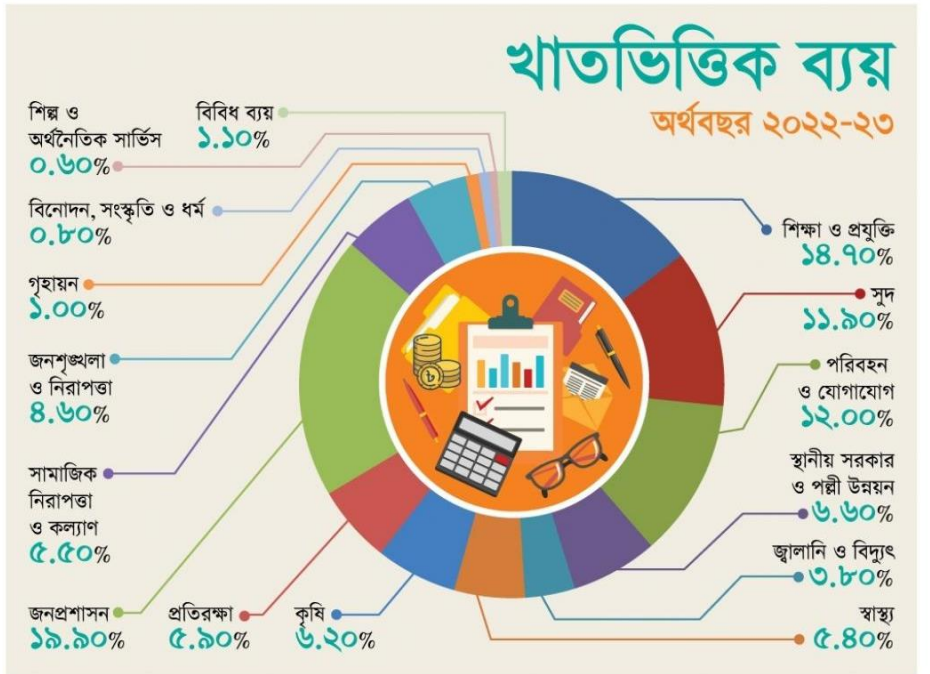 খাতভিত্তিক ব্যয়
অর্থবছর ২০২২-২৩
শিল্প ও
অর্থনৈতিক সার্ভিস
০.৬০%
বিবিধ ব্যয়
১.১০%
বিনোদন, সংস্কৃতি ও ধর্ম
০.৮০%
গৃহায়ন
১.০০%
জনশৃঙ্খলা
ও নিরাপত্তা
৪.৬০%
সামাজিক
নিরাপত্তা
ও কল্যাণ
৫.৫০%
জনপ্রশাসন
১৯.৯০%
প্রতিরক্ষা
৫.৯০%
কৃষি
৬.২০%
শিক্ষা ও প্রযুক্তি
১৪.৭০%
সুদ
১১.৯০%
পরিবহন
ও যোগাযোগ
১২.০০%
স্থানীয় সরকার
ও পল্লী উন্নয়ন
৬.৬০%
জ্বালানি ও বিদ্যুৎ
৩.৮০%
স্বাস্থ্য
৫.৪০%
৳